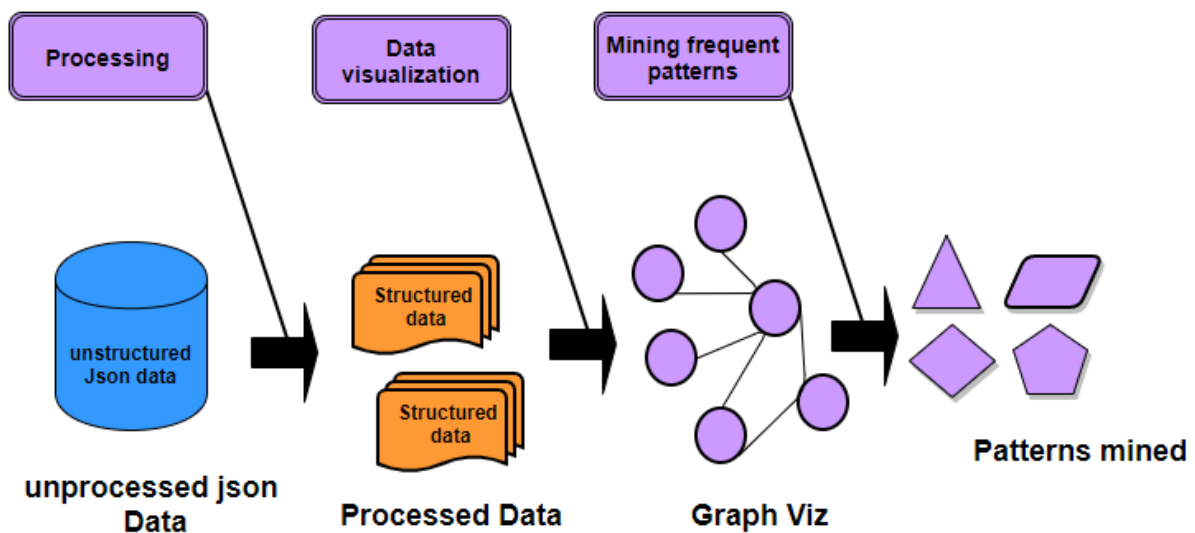 Processing
Data
visualization
Mining frequent
patterns
unstructured
Json data
Structured
data
Structured
data
unprocessed json
Data
Processed Data
Graph Viz
Patterns mined